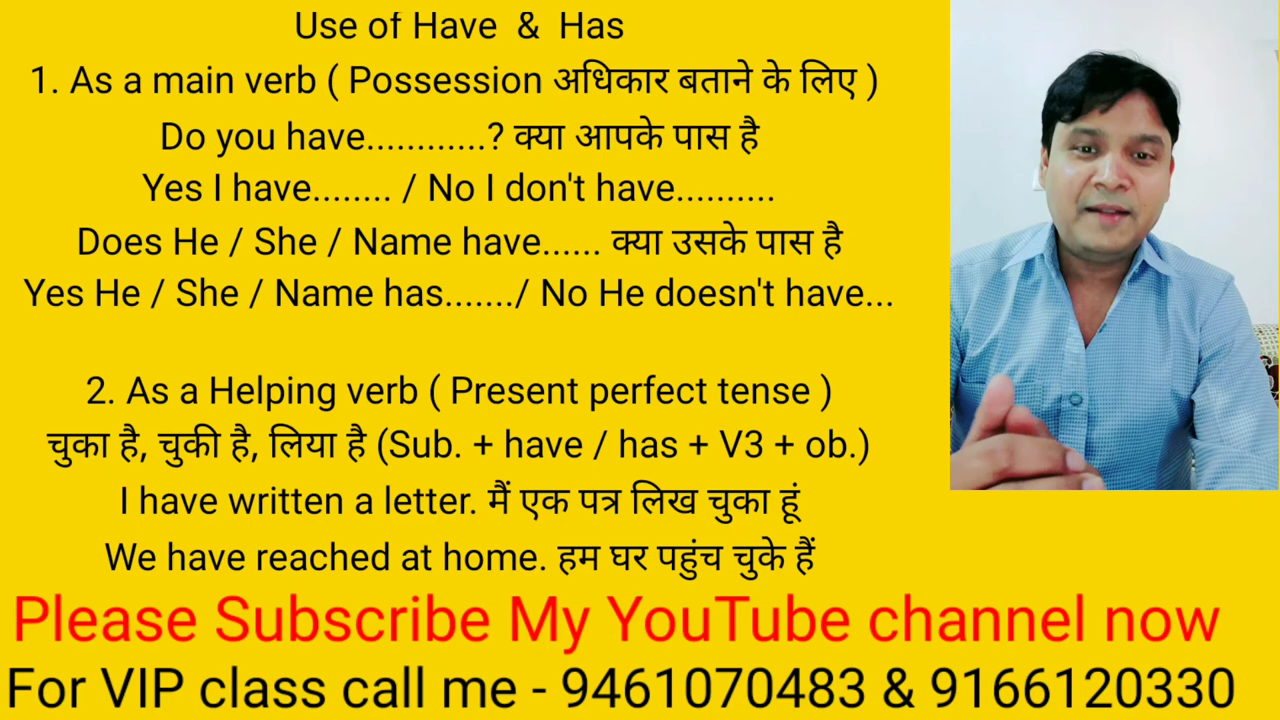 Use of Have & Has
1. As a main verb ( Possession अधिकार बताने के लिए )
Do you have............? क्या आपके पास है
Yes I have........ / No I don't have..........
Does He / She / Name have...... क्या उसके पास है
Yes He / She / Name has......./ No He doesn't have...
2. As a Helping verb ( Present perfect tense )
चुका है, चुकी है, लिया है (Sub. + have / has + V3 + ob.)
I have written a letter. मैं एक पत्र लिख चुका हूं
We have reached at home. हम घर पहुंच चुके हैं
Please Subscribe My YouTube channel now
For VIP class call me - 9461070483 & 9166120330